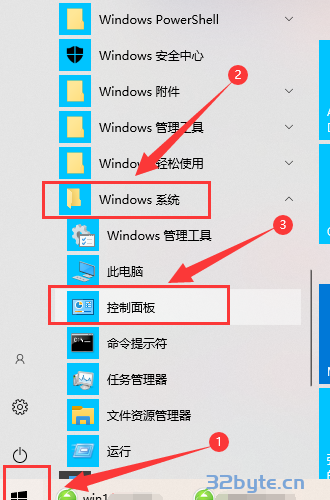 Windows PowerShell
Windows 安全中心
2
Windows 附件
Windows 管理工具
Windows 轻松使用
Windows 系统
3
Windows 管理工具
此电脑
控制面板
命令提示符
任务管理器
文件资源管理器
1
运行
win1
32byte.cn